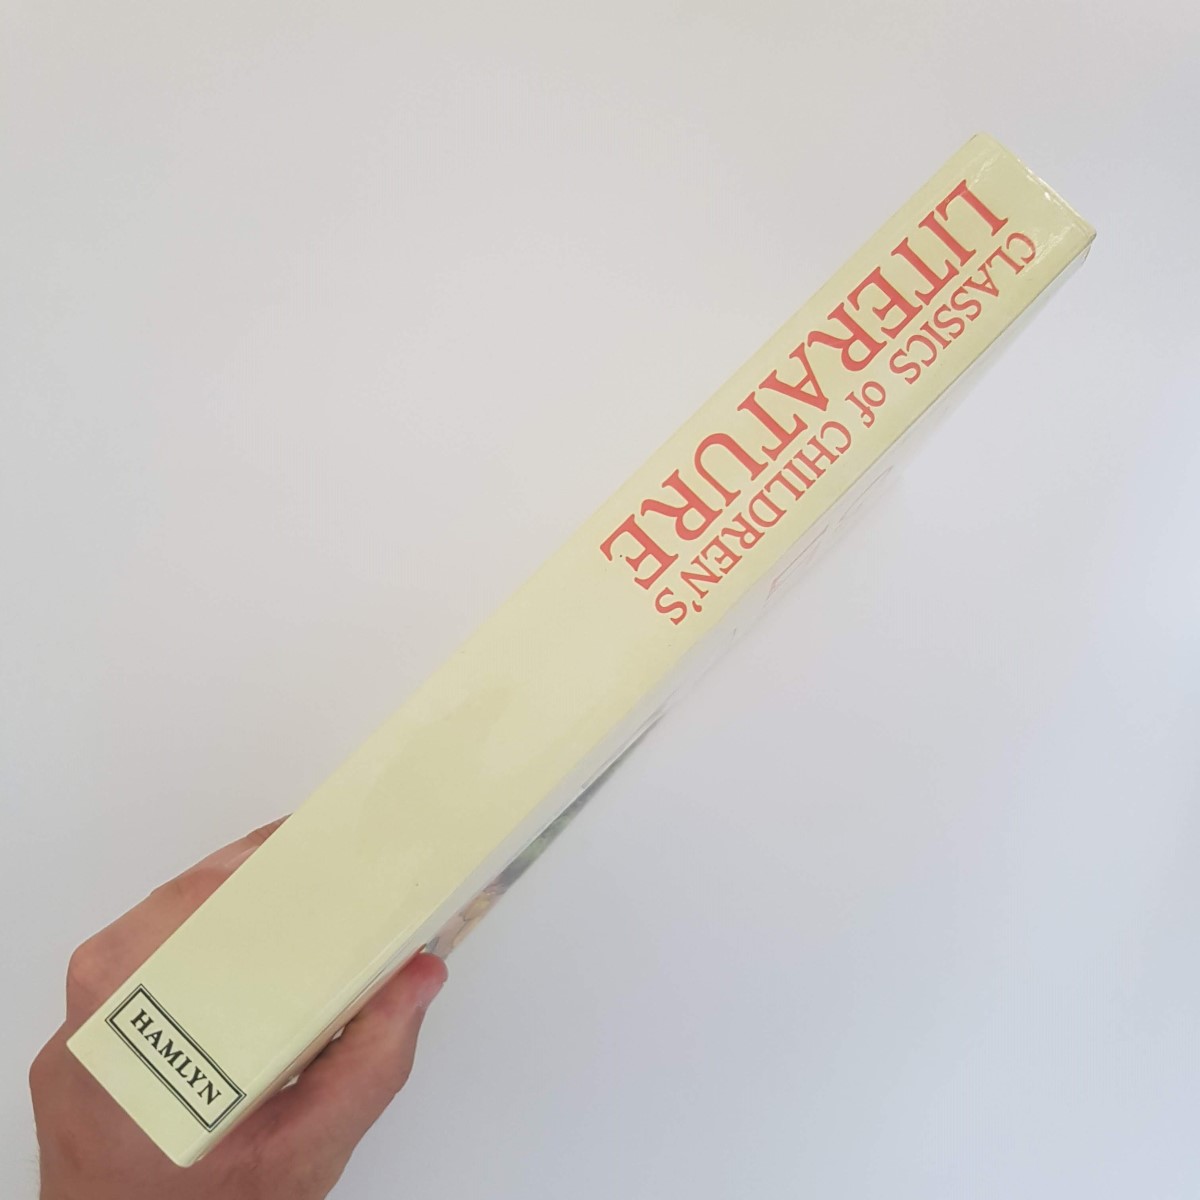 CLASSICS of CHILDREN'S
LITERATURE
HAMLYN